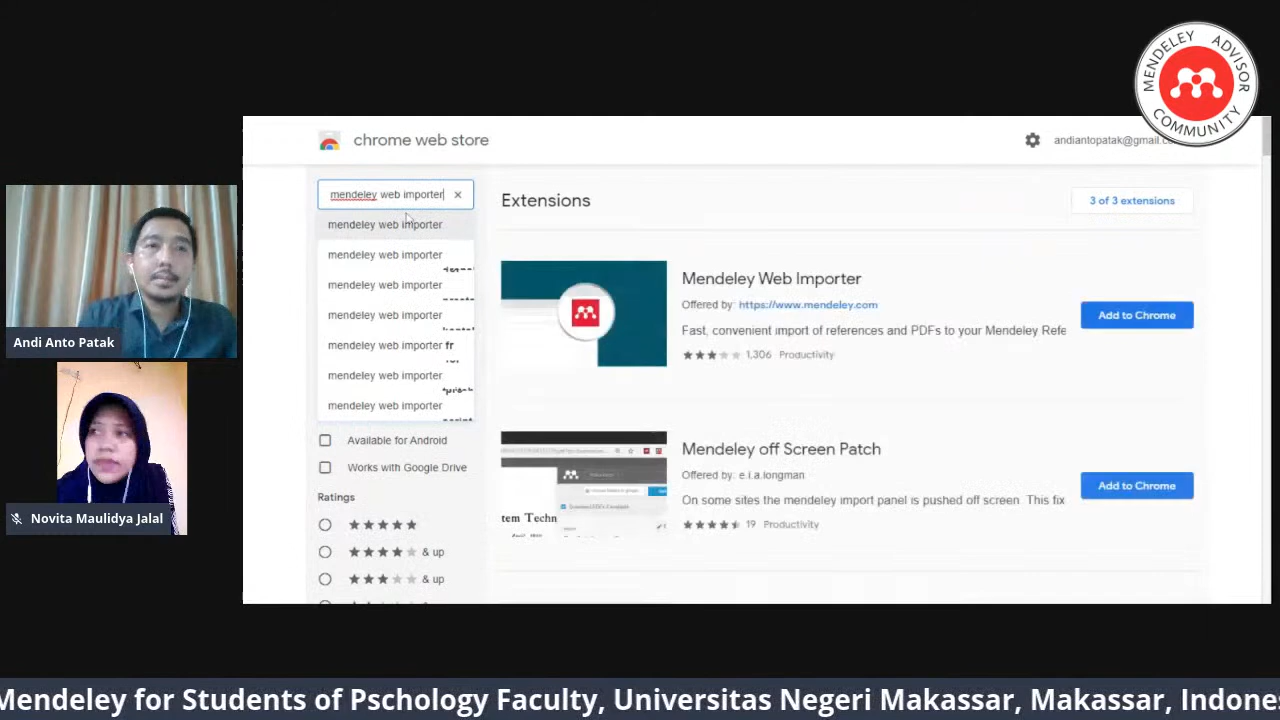 MENDELEY ADVISOR
COMMUNITY
chrome web store
andiantopatak@gmail.c
mendeley web importer
mendeley web importer
mendeley web importer
mendeley web importer
mendeley web importer
mendeley web importer fr
mendeley web importer
mendeley web importer
Available for Android
Works with Google Drive
Ratings
& up
& up
Extensions
3 of 3 extensions
Mendeley Web Importer
Offered by: https://www.mendeley.com
Fast, convenient import of references and PDFs to your Mendeley Refe
1,306 Productivity
Add to Chrome
Mendeley off Screen Patch
Offered by: e.i.a.longman
On some sites the mendeley import panel is pushed off screen This fix
19 Productivity
Add to Chrome
tem Techn
Andi Anto Patak
Novita Maulidya Jalal
Mendeley for Students of Pschology Faculty, Universitas Negeri Makassar, Makassar, Indone